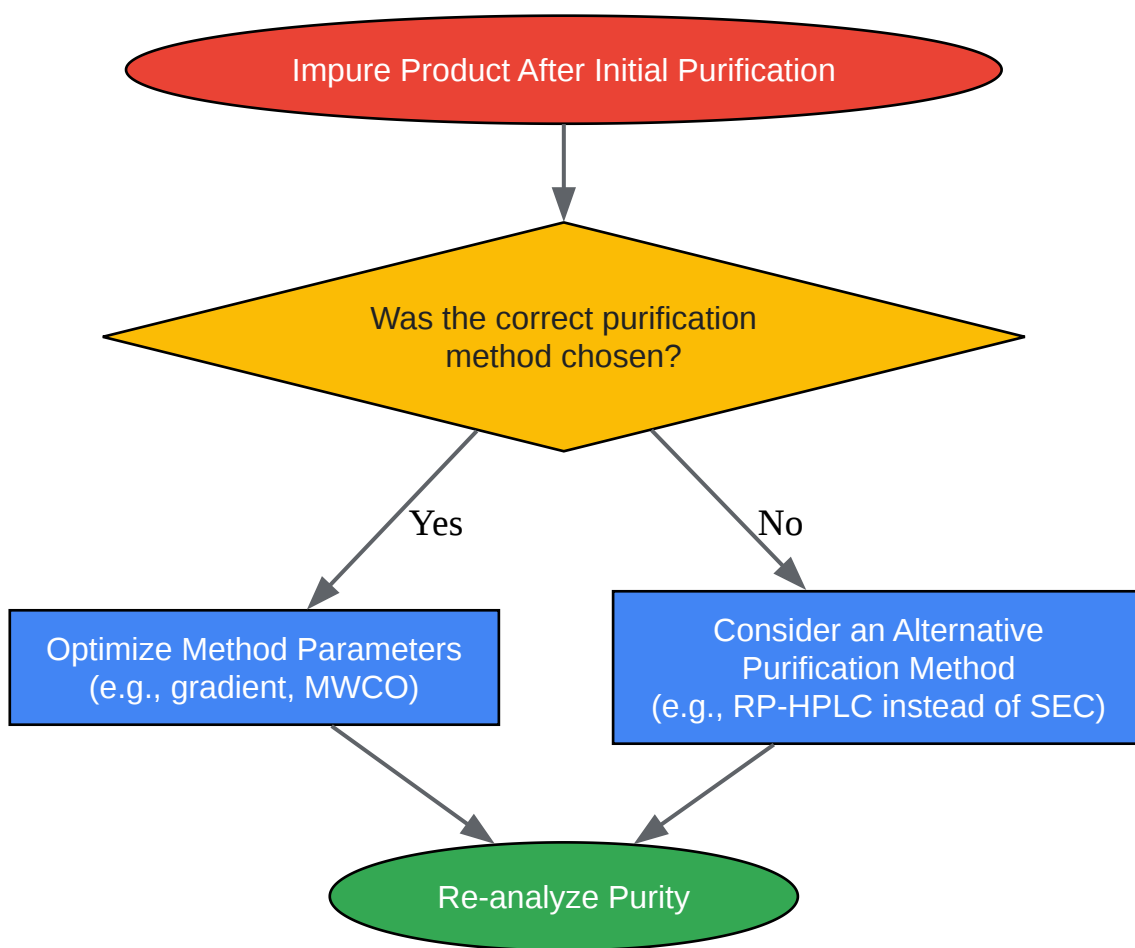 Impure Product After Initial Purification
Was the correct purification
method chosen?
Yes
No
Optimize Method Parameters
(e.g., gradient, MWCO)
Consider an Alternative
Purification Method
(e.g., RP-HPLC instead of SEC)
Re-analyze Purity